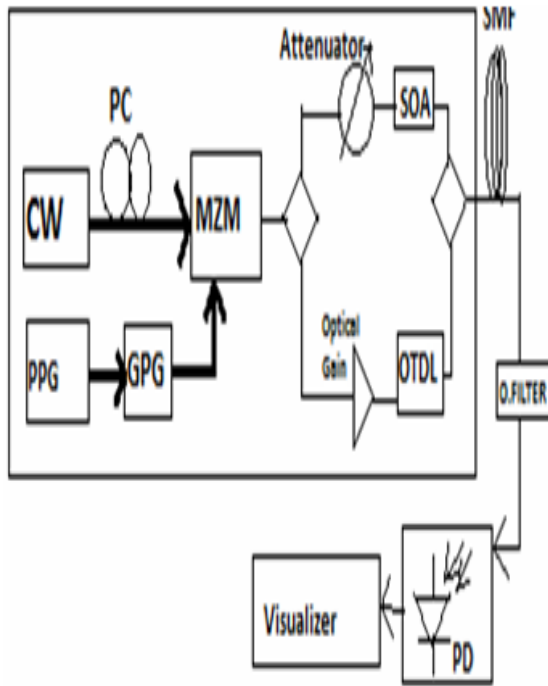 SMF
Attenuator
SOA
PC
CW
MZM
PPG
GPG
Optical
Gain
OTDL
O.FILTER
Visualizer
PD